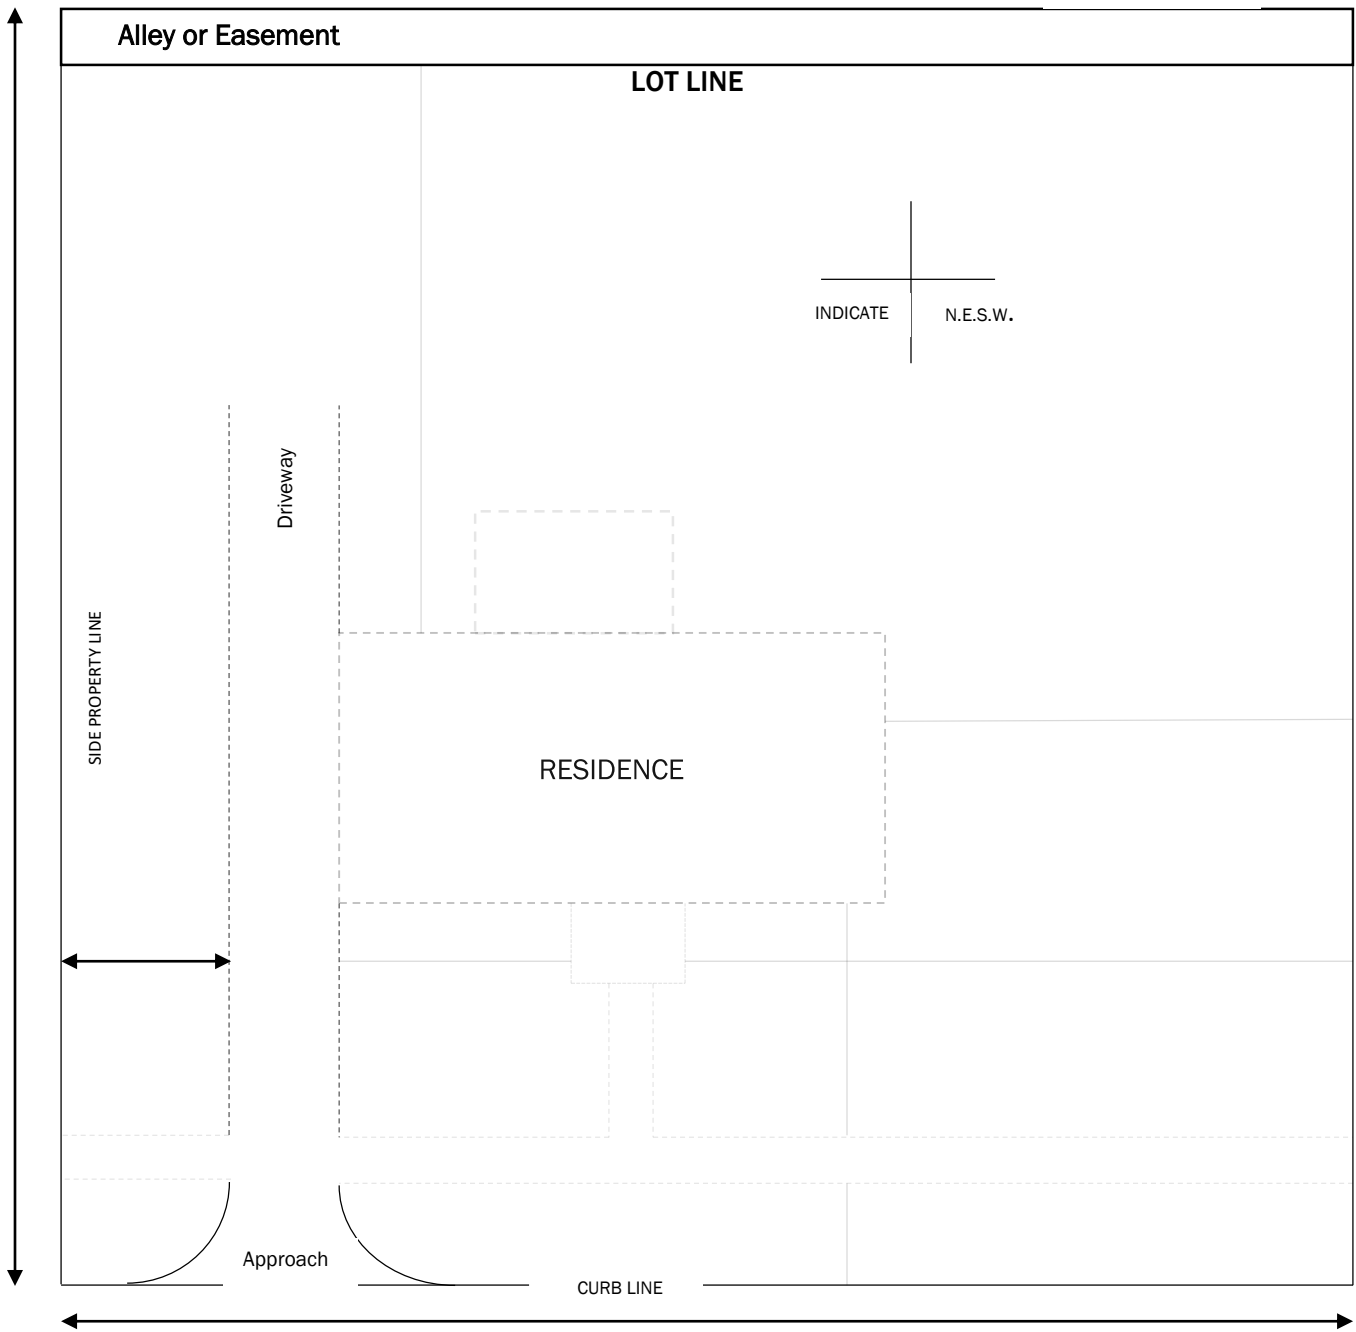 Alley or Easement
LOT LINE
INDICATE N.E.S.W.
Driveway
SIDE PROPERTY LINE
RESIDENCE
Approach
CURB LINE